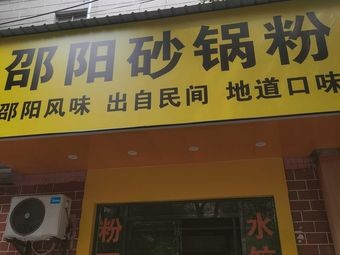 邵阳砂锅粉
邵阳风味 出自民间 地道口味
粉
水